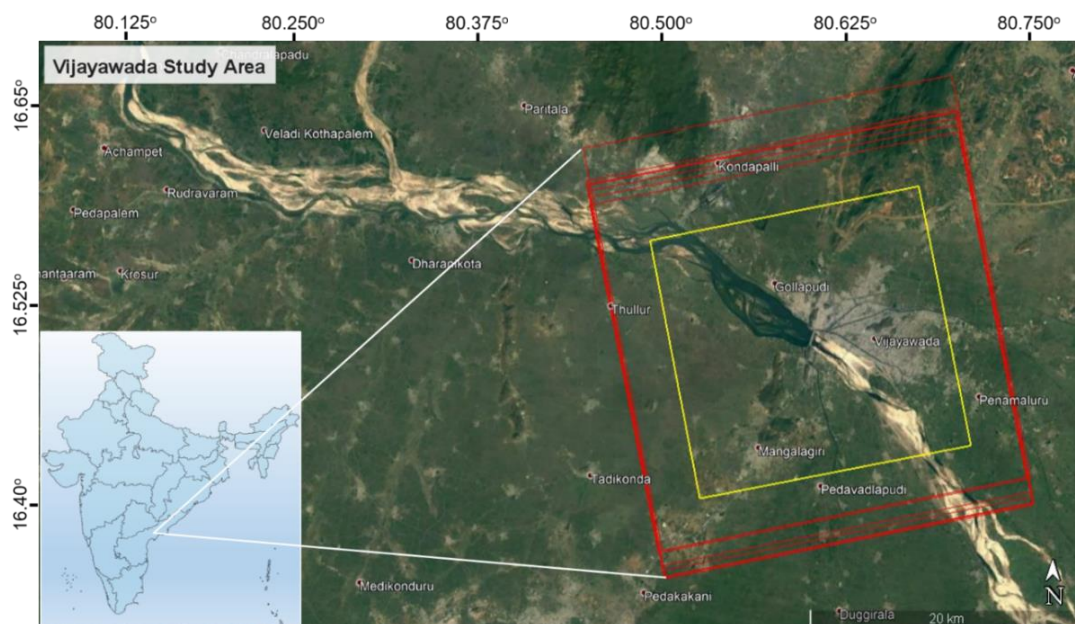 80.125° 80.250° 80.375° 80.500° 80.625° 80.750°
Vijayawada Study Area
16.65°
Paritala
Veladi Kothapalem
Achampet
Kondapalli
Rudravaram
Pedapalem
Dharanikota
Kresur
Gollapudi
16.525°
Thullur
Vijayawada
Penamaluru
Mangalagiri
Tadikonda
Pedavadlapudi
16.40°
Medikonduru
Pedakakani
N
Duggirala
20 km